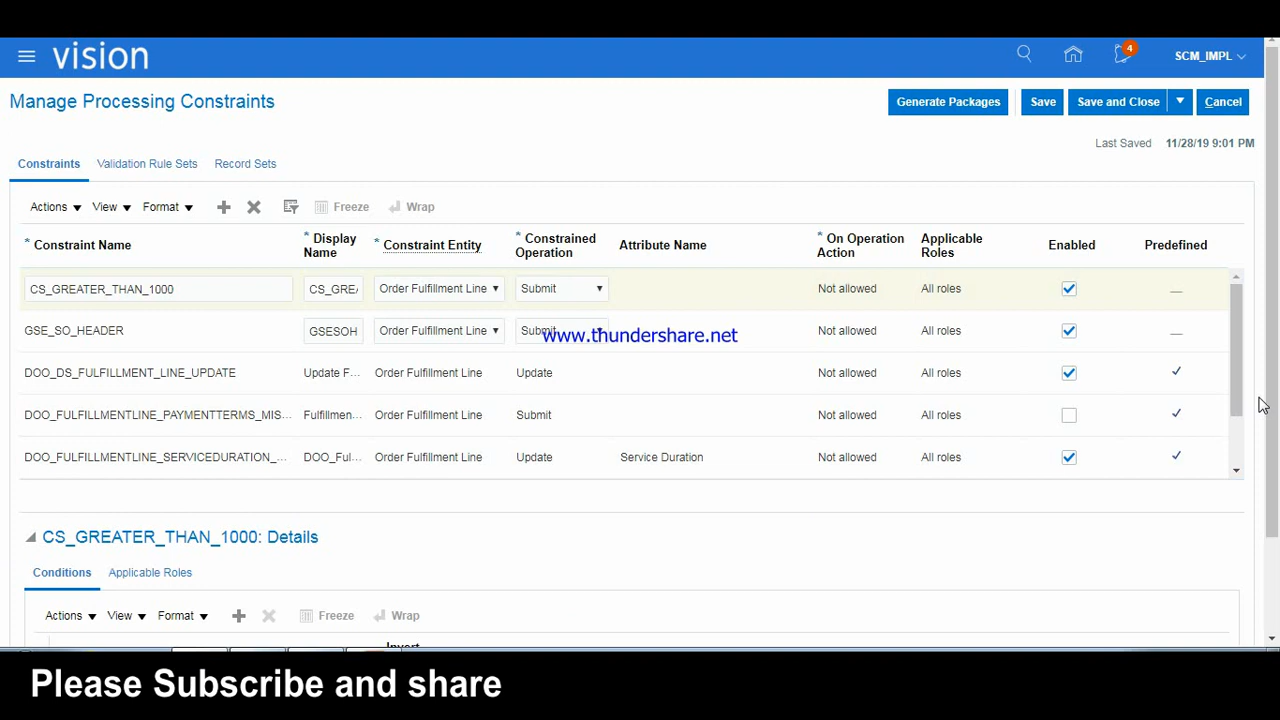 vision
4
SCM_IMPL
Manage Processing Constraints
Generate Packages Save Save and Close Cancel
Last Saved 11/28/19 9:01 PM
Constraints Validation Rule Sets Record Sets
Actions View Format Freeze Wrap
* Constraint Name * Display Name * Constraint Entity * Constrained Operation Attribute Name * On Operation Action Applicable Roles Enabled Predefined
CS_GREATER_THAN_1000 CS_GRE Order Fulfillment Line Submit Not allowed All roles
GSE_SO_HEADER GSESOH Order Fulfillment Line Submit Not allowed All roles
www.thundershare.net
DOO_DS_FULFILLMENT_LINE_UPDATE Update F... Order Fulfillment Line Update Not allowed All roles
DOO_FULFILLMENTLINE_PAYMENTTERMS_MIS... Fulfillmen... Order Fulfillment Line Submit Not allowed All roles
DOO_FULFILLMENTLINE_SERVICEDURATION_... DOO_Ful... Order Fulfillment Line Update Service Duration Not allowed All roles
CS_GREATER_THAN_1000: Details
Conditions Applicable Roles
Actions View Format Freeze Wrap
Invert
Please Subscribe and share